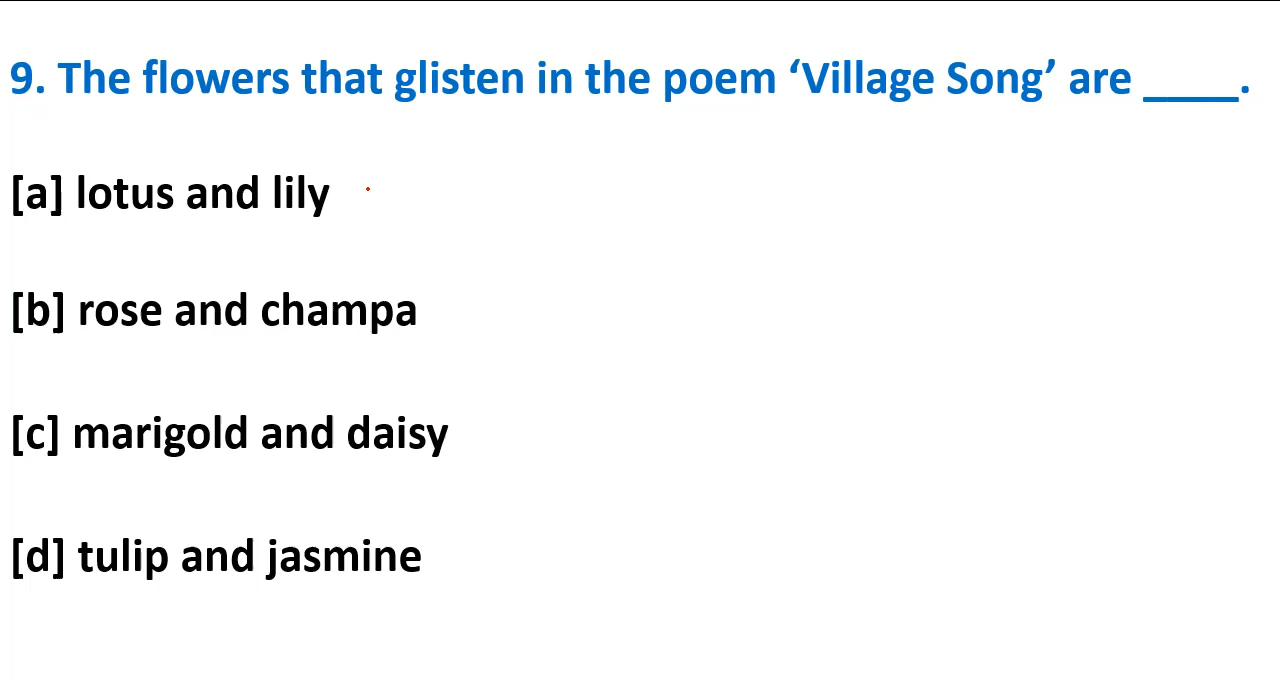 9. The flowers that glisten in the poem ‘Village Song’ are ____.
[a] lotus and lily
[b] rose and champa
[c] marigold and daisy
[d] tulip and jasmine